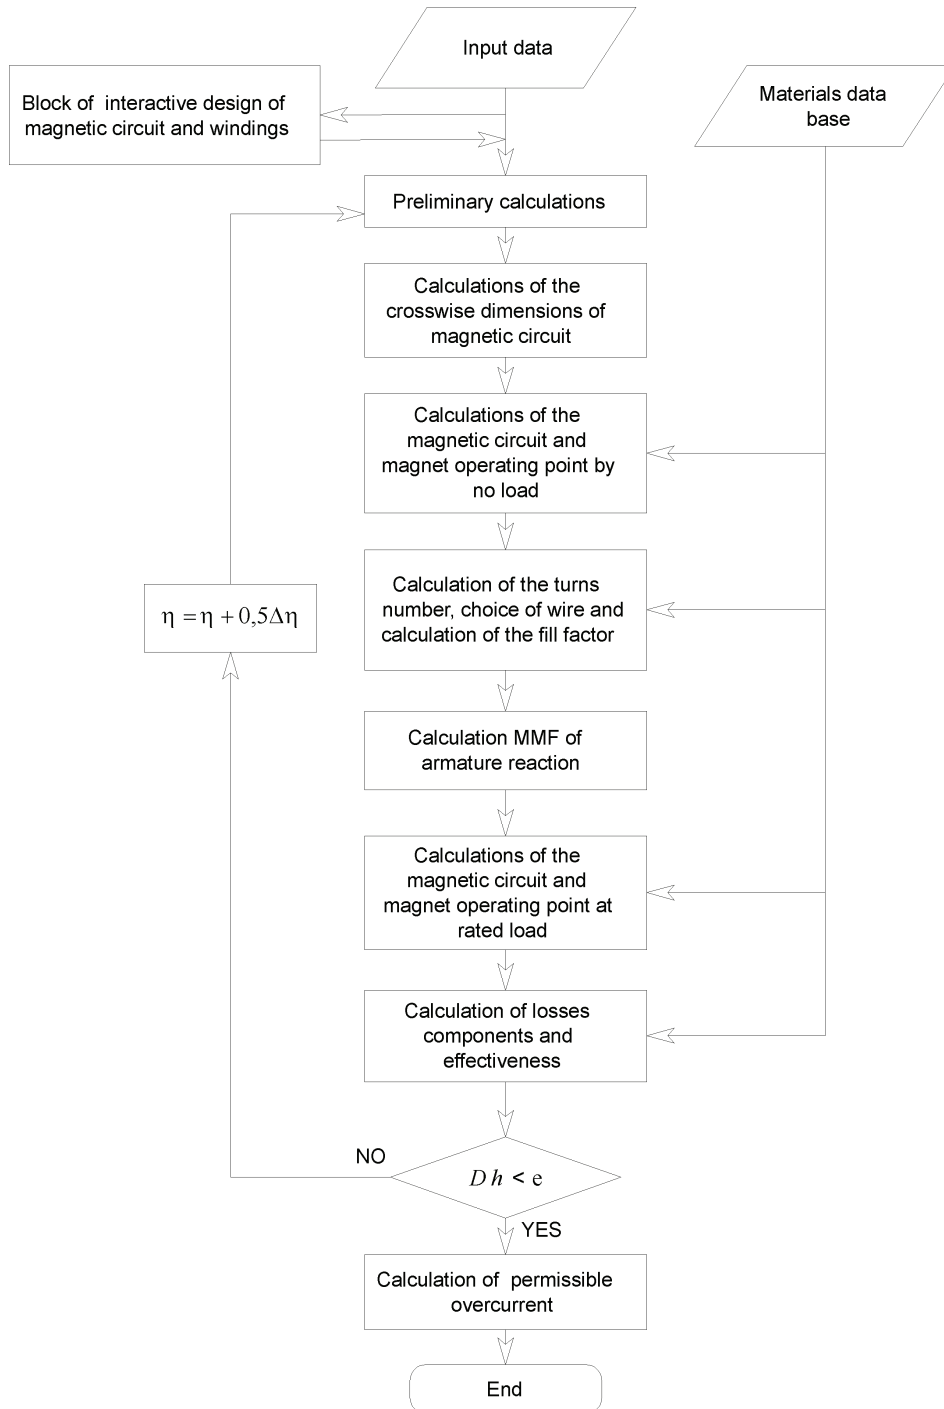 Input data
Block of interactive design of
magnetic circuit and windings
Materials data
base
Preliminary calculations
Calculations of the
crosswise dimensions of
magnetic circuit
Calculations of the
magnetic circuit and
magnet operating point by
no load
Calculation of the turns
number, choice of wire and
calculation of the fill factor
η = η + 0,5Δη
Calculation MMF of
armature reaction
Calculations of the
magnetic circuit and
magnet operating point at
rated load
Calculation of losses
components and
effectiveness
NO
D h < e
YES
Calculation of permissible
overcurrent
End